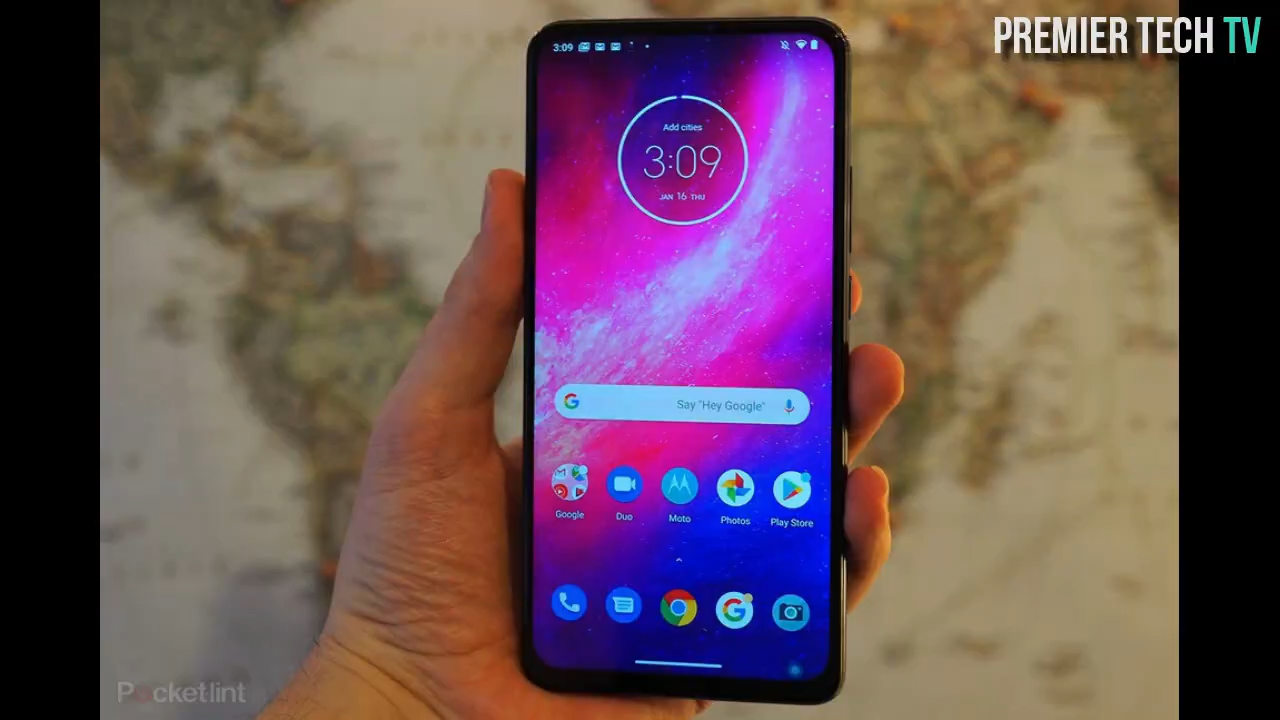 PREMIER TECH TV
3:09
Add cities
3:09
JAN 16 THU
Say "Hey Google"
Google
Duo
Moto
Photos
Play Store
Pocketlint